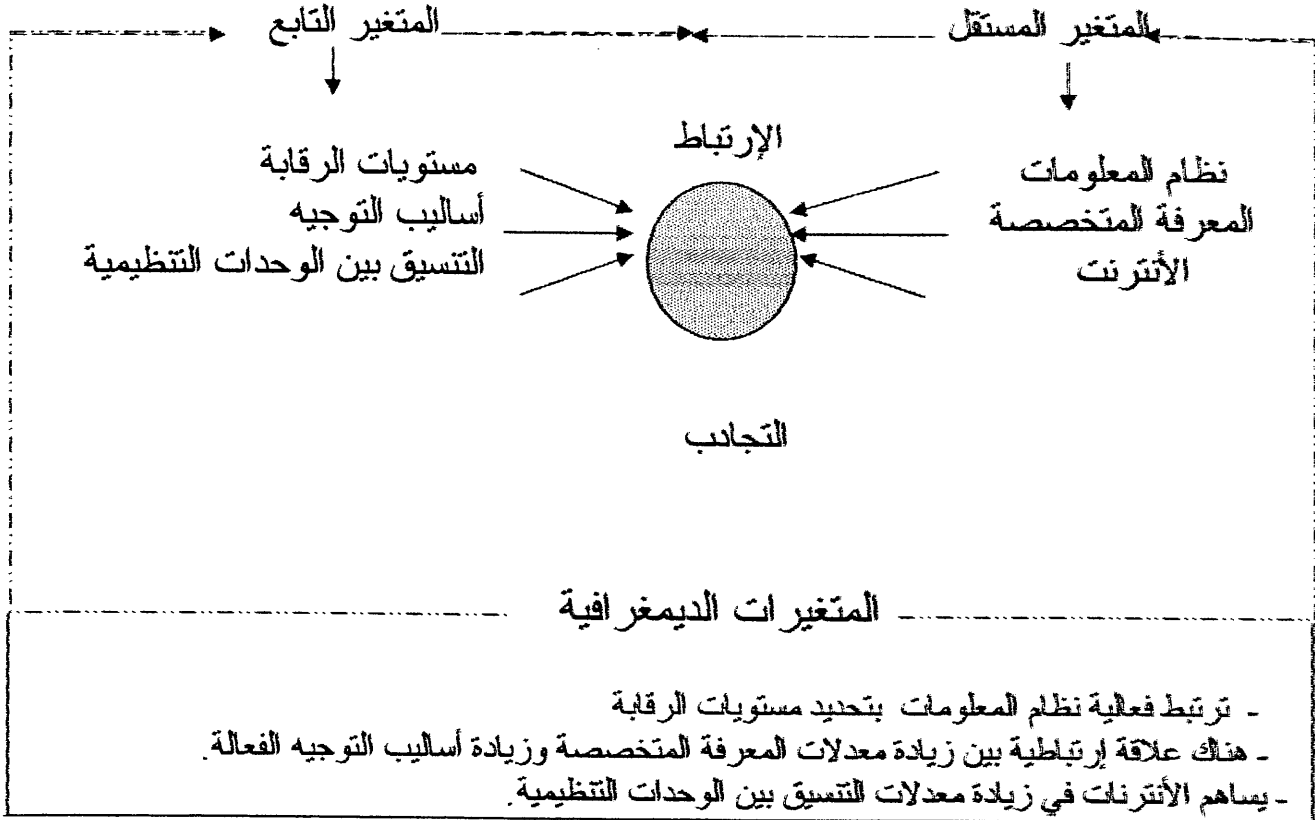 المتغير المستقل
المتغير التابع
الإرتباط
نظام المعلومات
المعرفة المتخصصة
الأنترنت
مستويات الرقابة
أساليب التوجيه
التنسيق بين الوحدات التنظيمية
التجاذب
المتغيرات الديمغرافية
- ترتبط فعالية نظام المعلومات بتحديد مستويات الرقابة
- هناك علاقة إرتباطية بين زيادة معدلات المعرفة المتخصصة وزيادة أساليب التوجيه الفعالة.
- يساهم الأنترنات في زيادة معدلات التنسيق بين الوحدات التنظيمية.